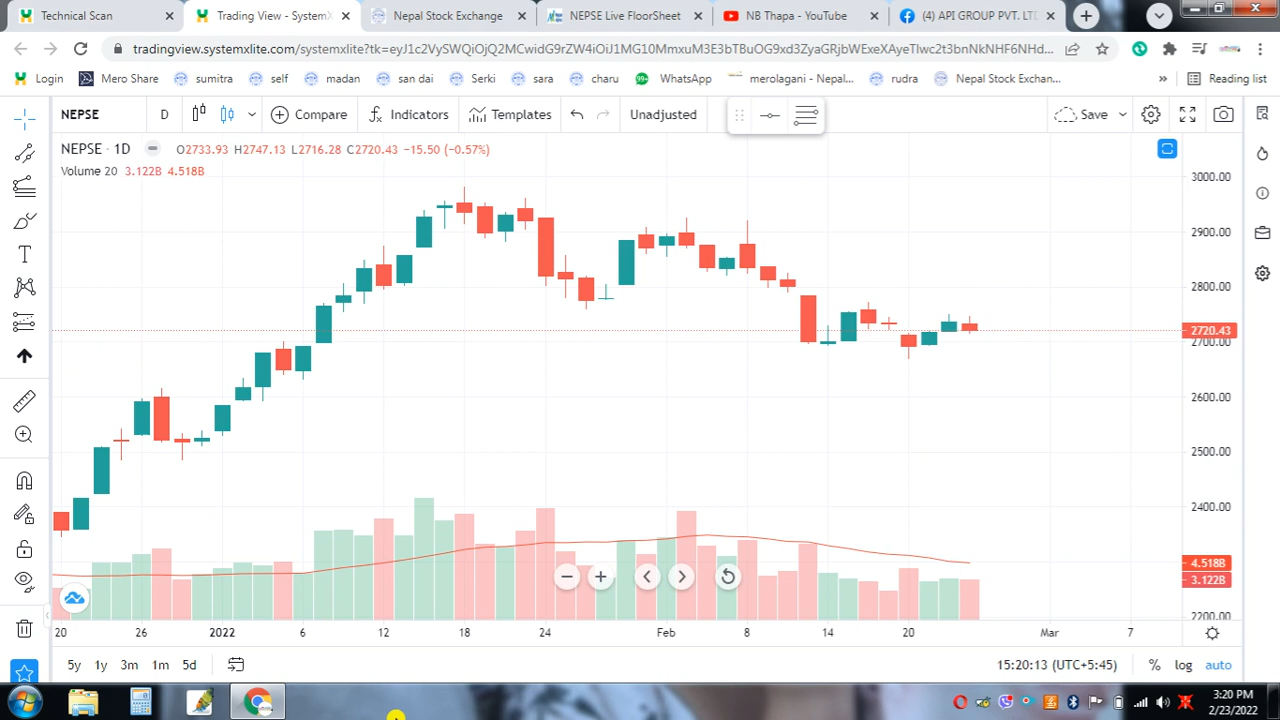 Technical Scan
Trading View - SystemX
Nepal Stock Exchange
NEPSE Live FloorSheet
NB Thapa - YouTube
(4) API GROUP PVT. LTD
Login
Mero Share
sumitra
self
madan
san dai
Serki
sara
charu
99+
WhatsApp
merolagani - Nepal...
rudra
Nepal Stock Exchan...
»
Reading list
NEPSE
D
Compare
Indicators
Templates
Unadjusted
Save
NEPSE · 1D
O2733.93 H2747.13 L2716.28 C2720.43 −15.50 (−0.57%)
Volume 20 3.122B 4.518B
3000.00
2900.00
2800.00
2720.43
2700.00
2600.00
2500.00
2400.00
4.518B
3.122B
2200.00
20
26
2022
6
12
18
24
Feb
8
14
20
Mar
7
5y 1y 3m 1m 5d
15:20:13 (UTC+5:45)
% log auto
3:20 PM
2/23/2022